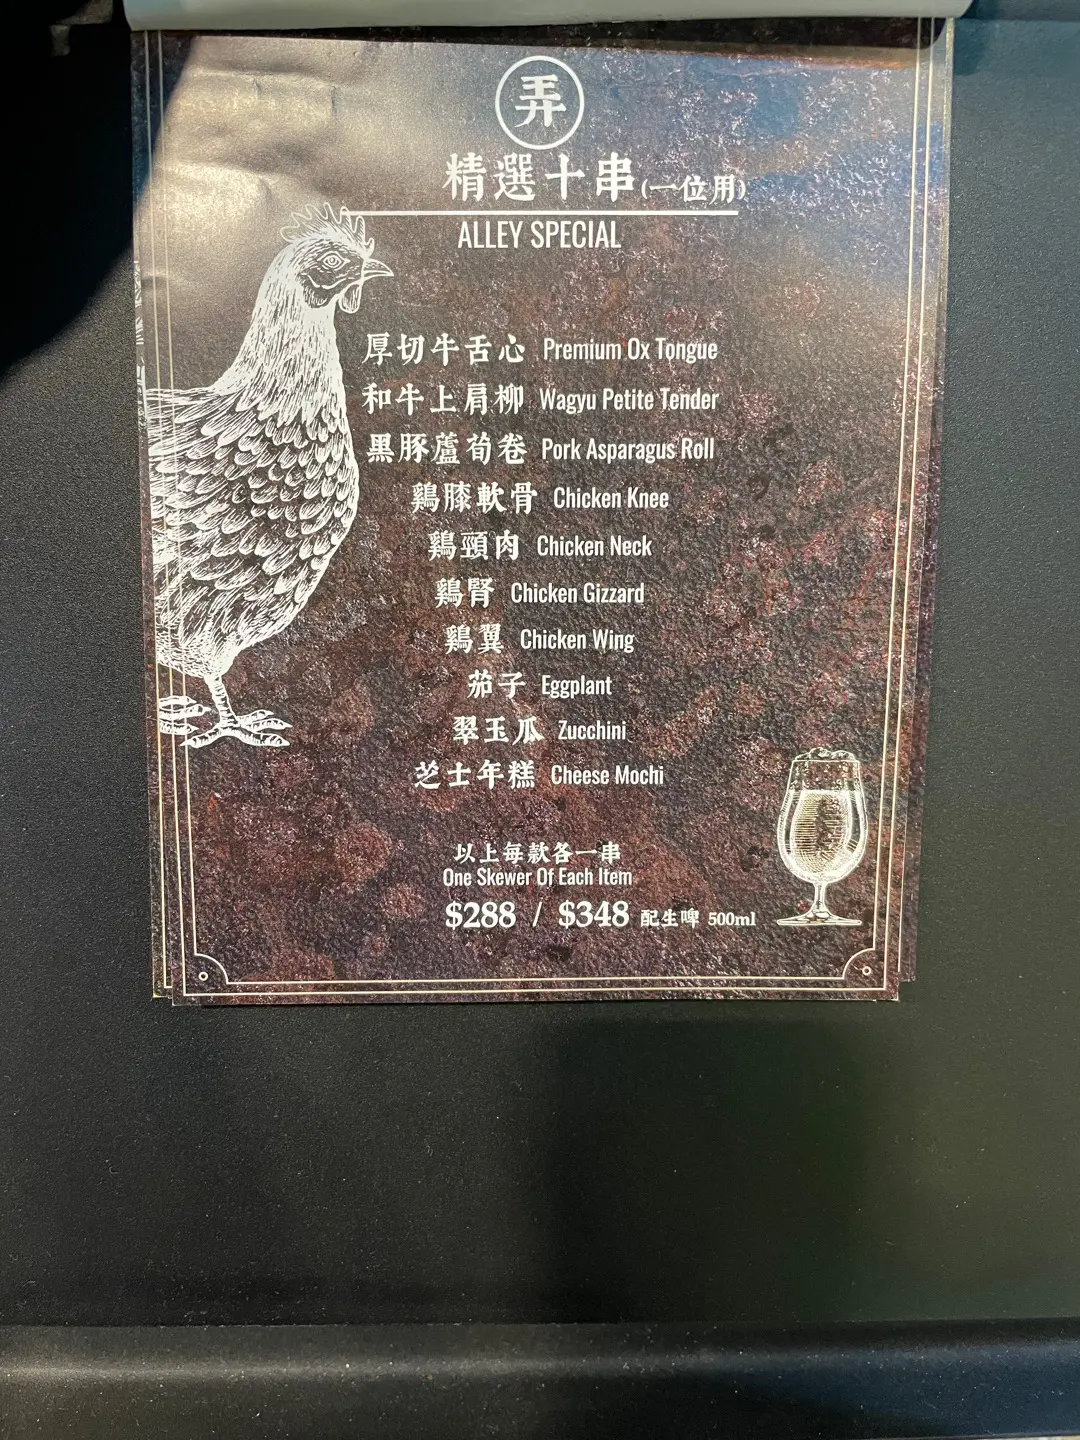 弄
精選十串(一位用)
ALLEY SPECIAL
厚切牛舌心 Premium Ox Tongue
和牛上肩柳 Wagyu Petite Tender
黑豚蘆荀卷 Pork Asparagus Roll
鷄膝軟骨 Chicken Knee
鷄頸肉 Chicken Neck
鷄腎 Chicken Gizzard
鷄翼 Chicken Wing
茄子 Eggplant
翠玉瓜 Zucchini
芝士年糕 Cheese Mochi
以上每款各一串
One Skewer Of Each Item
$288 / $348 配生啤 500ml